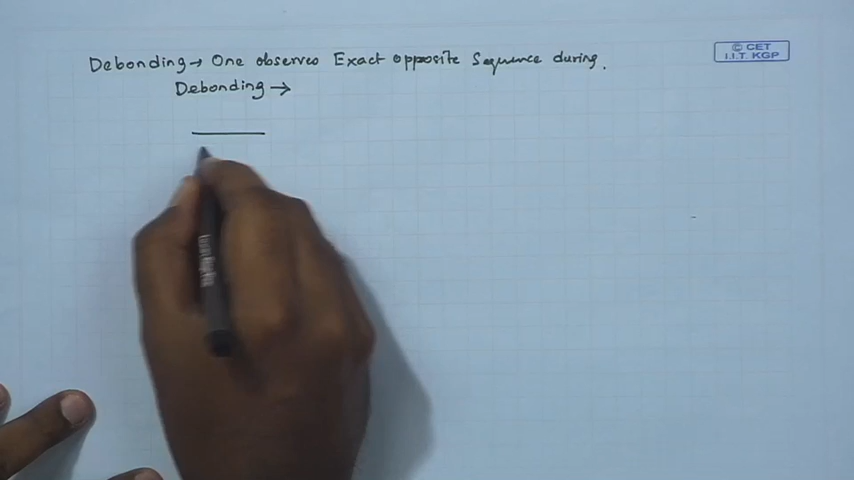 Debonding → One observes Exact opposite Sequence during.
Debonding →
© CET
I.I.T. KGP